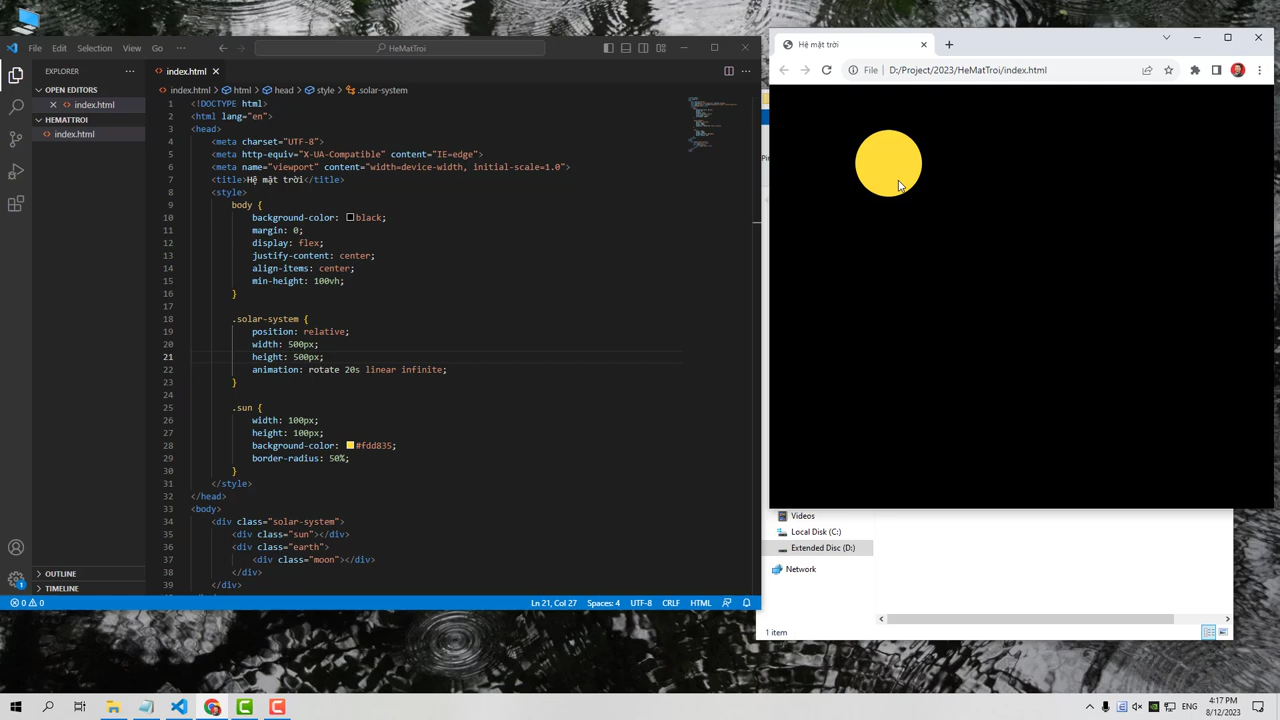 File Edit Selection View Go ··· HeMatTroi
EXPLORER ···
OPEN EDITORS
index.html
HEMATTROI
index.html
OUTLINE
TIMELINE
index.html
index.html > html > head > style > .solar-system
1 <!DOCTYPE html>
2 <html lang="en">
3 <head>
4 <meta charset="UTF-8">
5 <meta http-equiv="X-UA-Compatible" content="IE=edge">
6 <meta name="viewport" content="width=device-width, initial-scale=1.0">
7 <title>Hệ mặt trời</title>
8 <style>
9 body {
10 background-color: black;
11 margin: 0;
12 display: flex;
13 justify-content: center;
14 align-items: center;
15 min-height: 100vh;
16 }
17
18 .solar-system {
19 position: relative;
20 width: 500px;
21 height: 500px;
22 animation: rotate 20s linear infinite;
23 }
24
25 .sun {
26 width: 100px;
27 height: 100px;
28 background-color: #fdd835;
29 border-radius: 50%;
30 }
31 </style>
32 </head>
33 <body>
34 <div class="solar-system">
35 <div class="sun"></div>
36 <div class="earth">
37 <div class="moon"></div>
38 </div>
39 </div>
0 0 Ln 21, Col 27 Spaces: 4 UTF-8 CRLF HTML
1
Hệ mặt trời
File D:/Project/2023/HeMatTroi/index.html
Videos
Local Disk (C:)
Extended Disc (D:)
Network
1 item
ENG
4:17 PM
8/12/2023